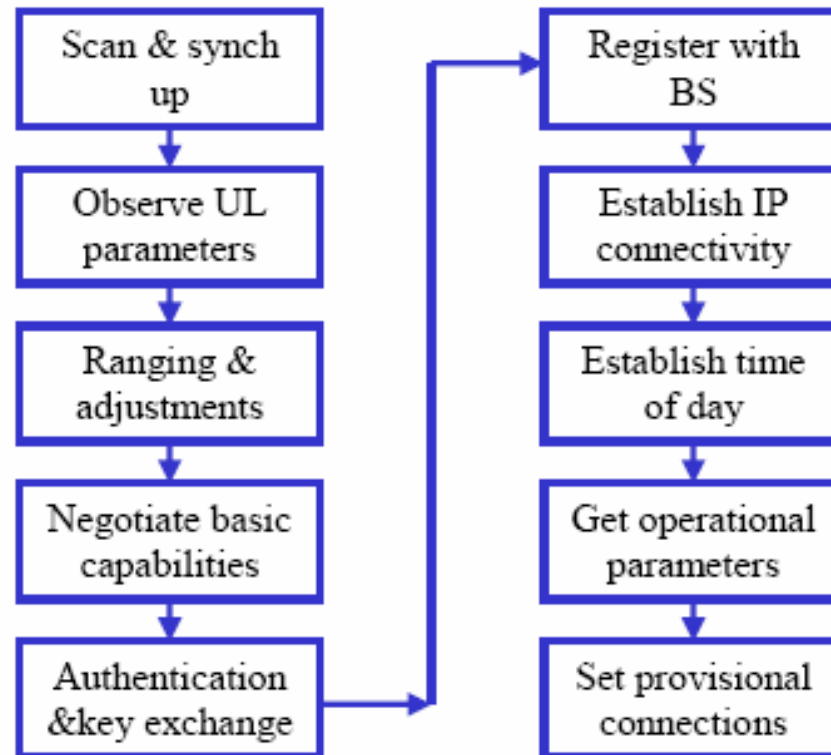 Scan & synch
up
Observe UL
parameters
Ranging &
adjustments
Negotiate basic
capabilities
Authentication
&key exchange
Register with
BS
Establish IP
connectivity
Establish time
of day
Get operational
parameters
Set provisional
connections